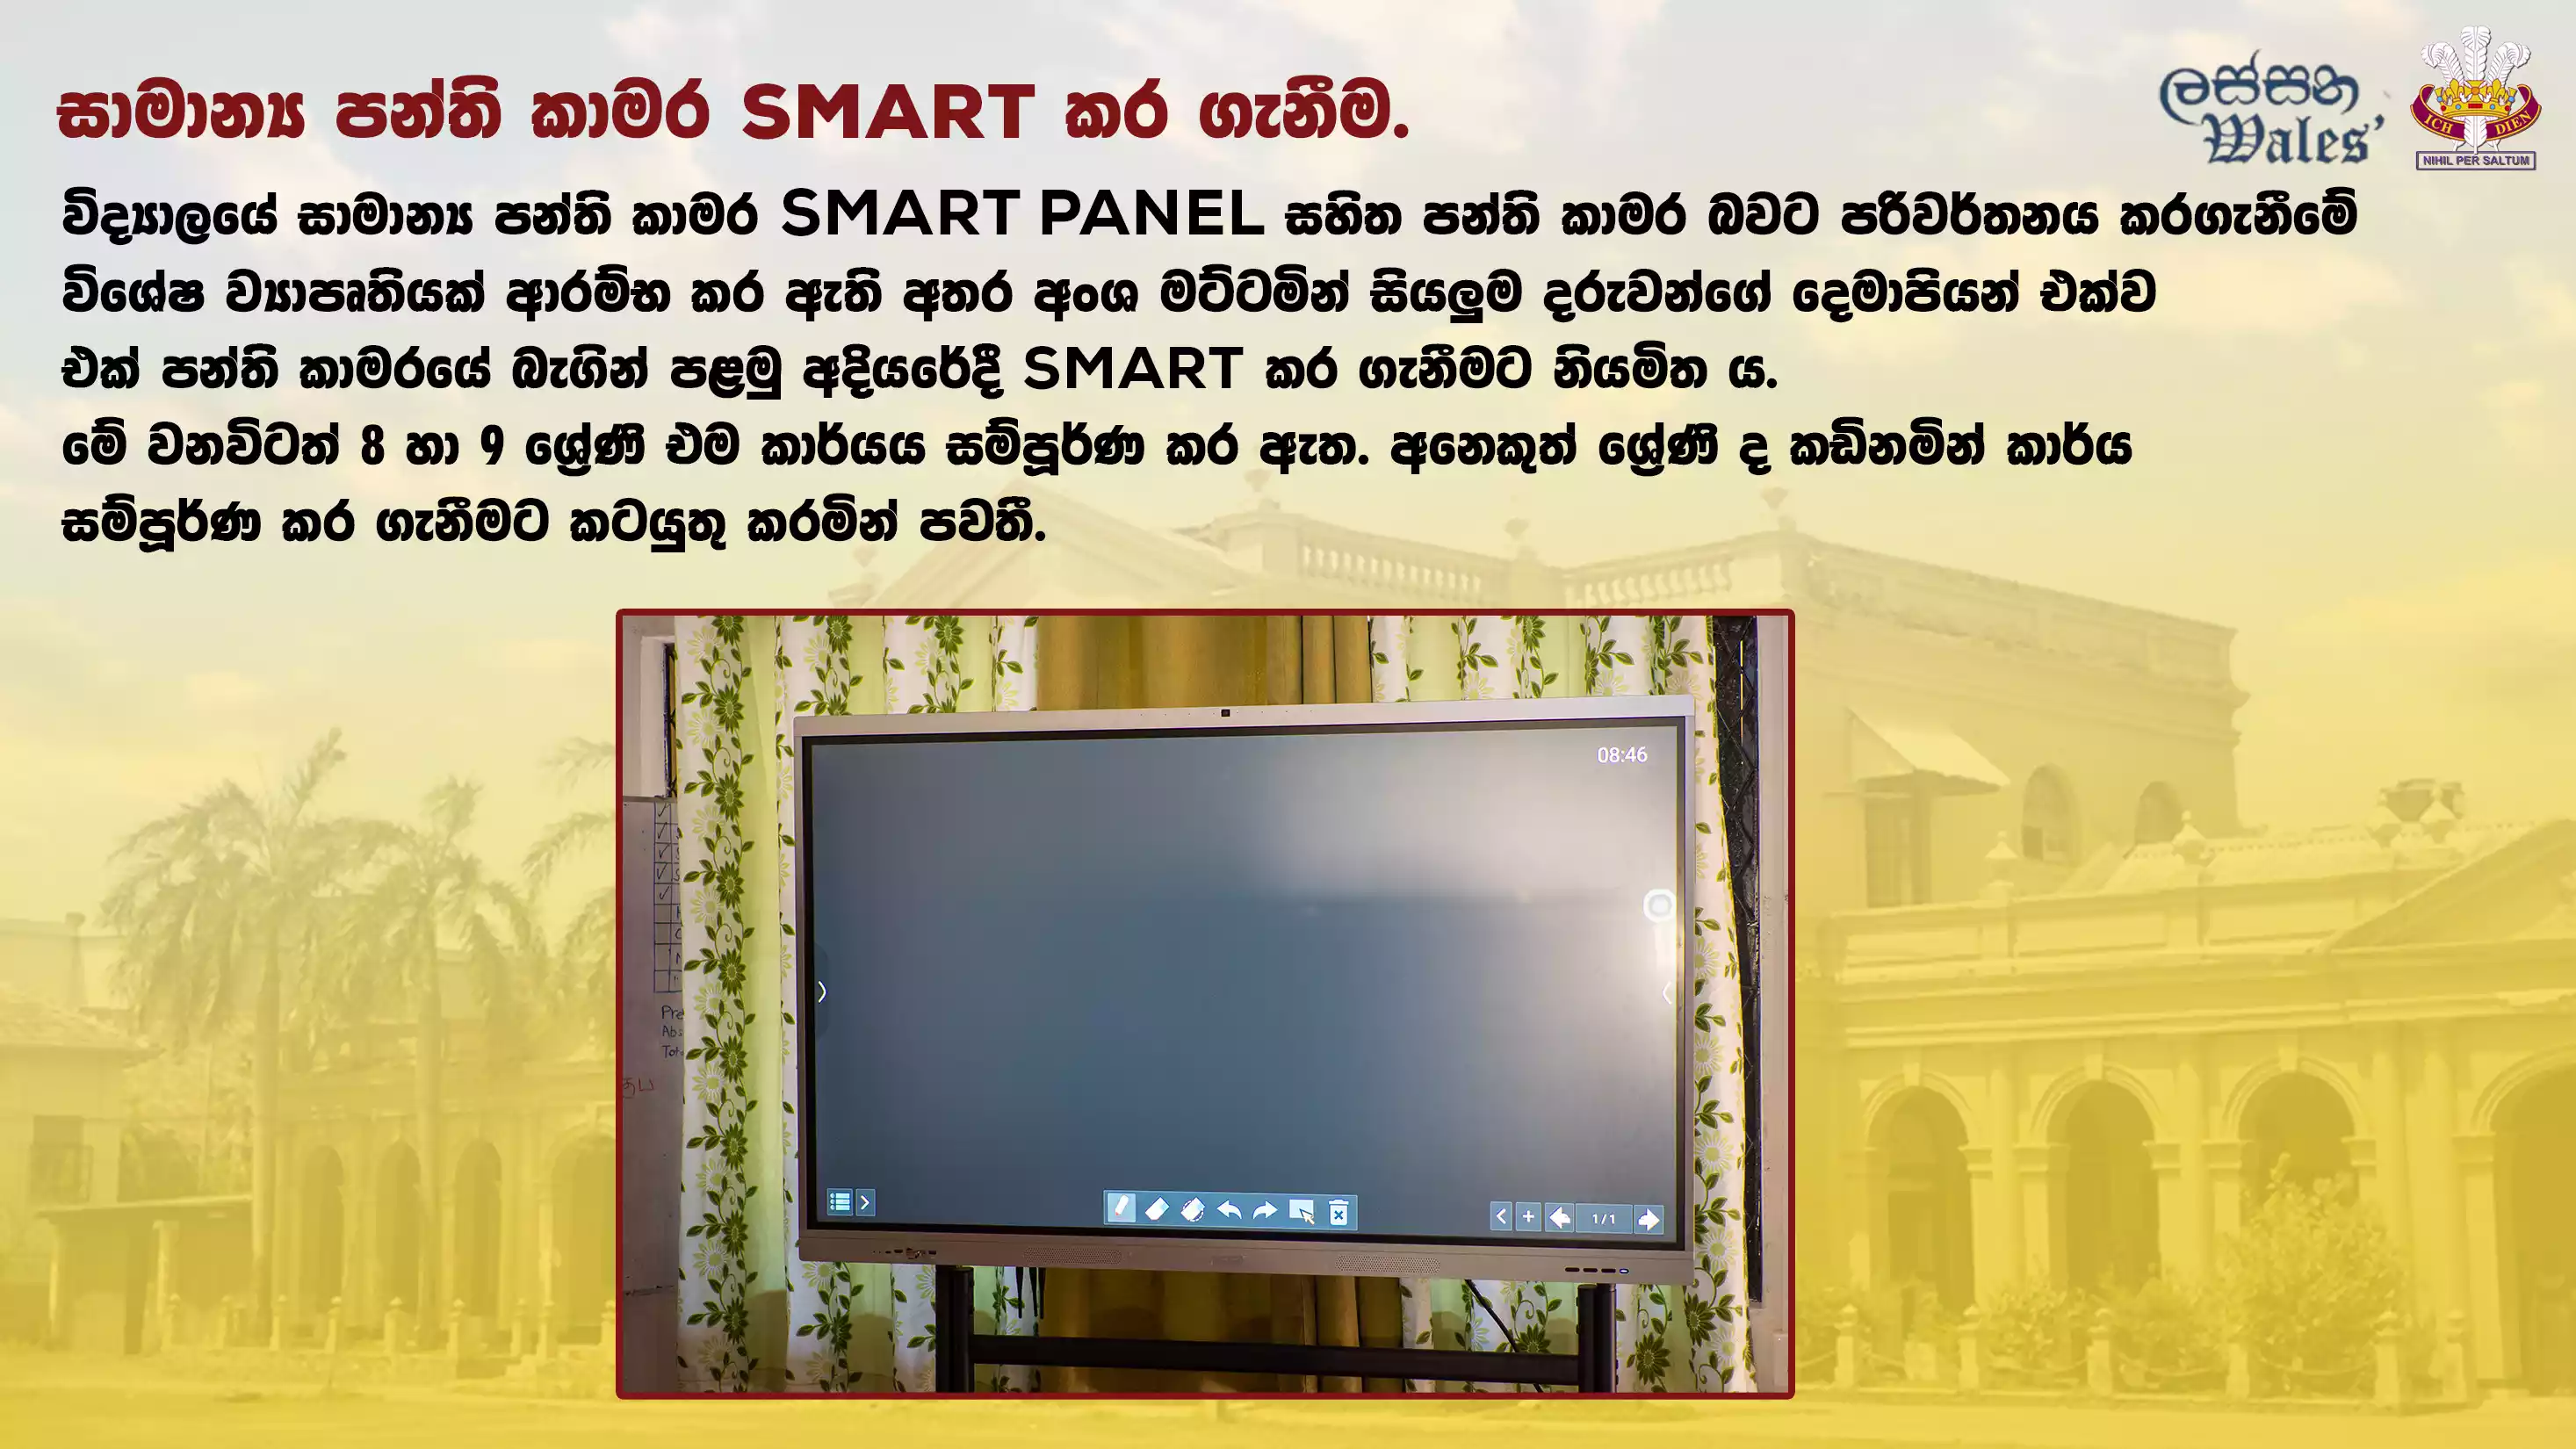 සාමාන්‍ය පන්ති කාමර SMART කර ගැනීම.
ලස්සන
Wales'
ICH DIEN
NIHIL PER SALTUM
විද්‍යාලයේ සාමාන්‍ය පන්ති කාමර SMART PANEL සහිත පන්ති කාමර බවට පරිවර්තනය කරගැනීමේ
විශේෂ ව්‍යාපෘතියක් ආරම්භ කර ඇති අතර අංශ මට්ටමින් සියලුම දරුවන්ගේ දෙමාපියන් එක්ව
එක් පන්ති කාමරයේ බැගින් පළමු අදියරේදී SMART කර ගැනීමට නියමිත ය.
මේ වනවිටත් 8 හා 9 ශ්‍රේණි එම කාර්යය සම්පූර්ණ කර ඇත. අනෙකුත් ශ්‍රේණි ද කඩිනමින් කාර්ය
සම්පූර්ණ කර ගැනීමට කටයුතු කරමින් පවතී.
08:46
1/1